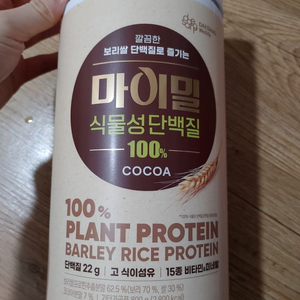 깔끔한
보리쌀 단백질로 즐기는
마이밀
식물성단백질
100%
COCOA
100%
PLANT PROTEIN
BARLEY RICE PROTEIN
단백질 22 g | 고 식이섬유 | 15종 비타민&미네랄